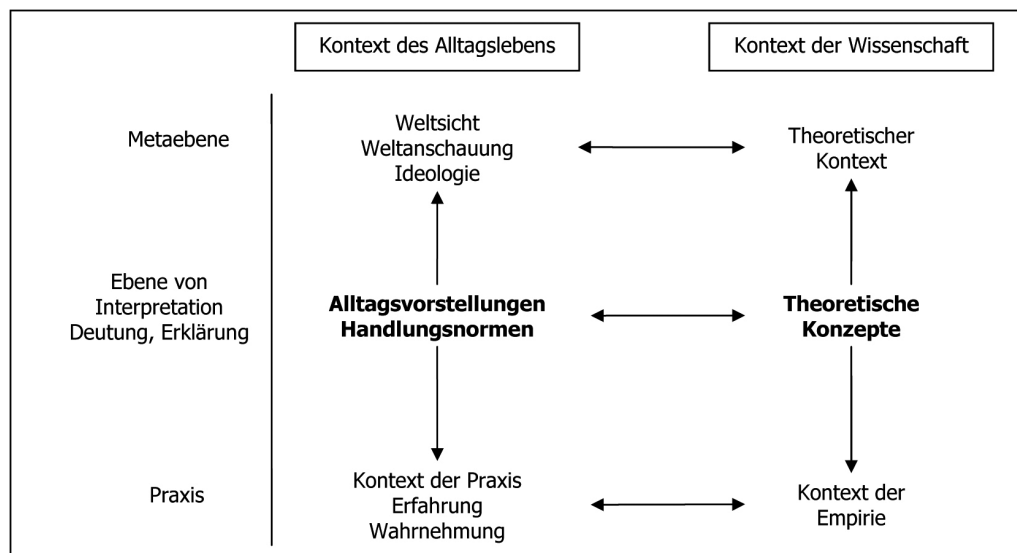 Kontext des Alltagslebens
Kontext der Wissenschaft
Metaebene
Weltsicht
Weltanschauung
Ideologie
Theoretischer
Kontext
Ebene von
Interpretation
Deutung, Erklärung
Alltagsvorstellungen
Handlungsnormen
Theoretische
Konzepte
Praxis
Kontext der Praxis
Erfahrung
Wahrnehmung
Kontext der
Empirie